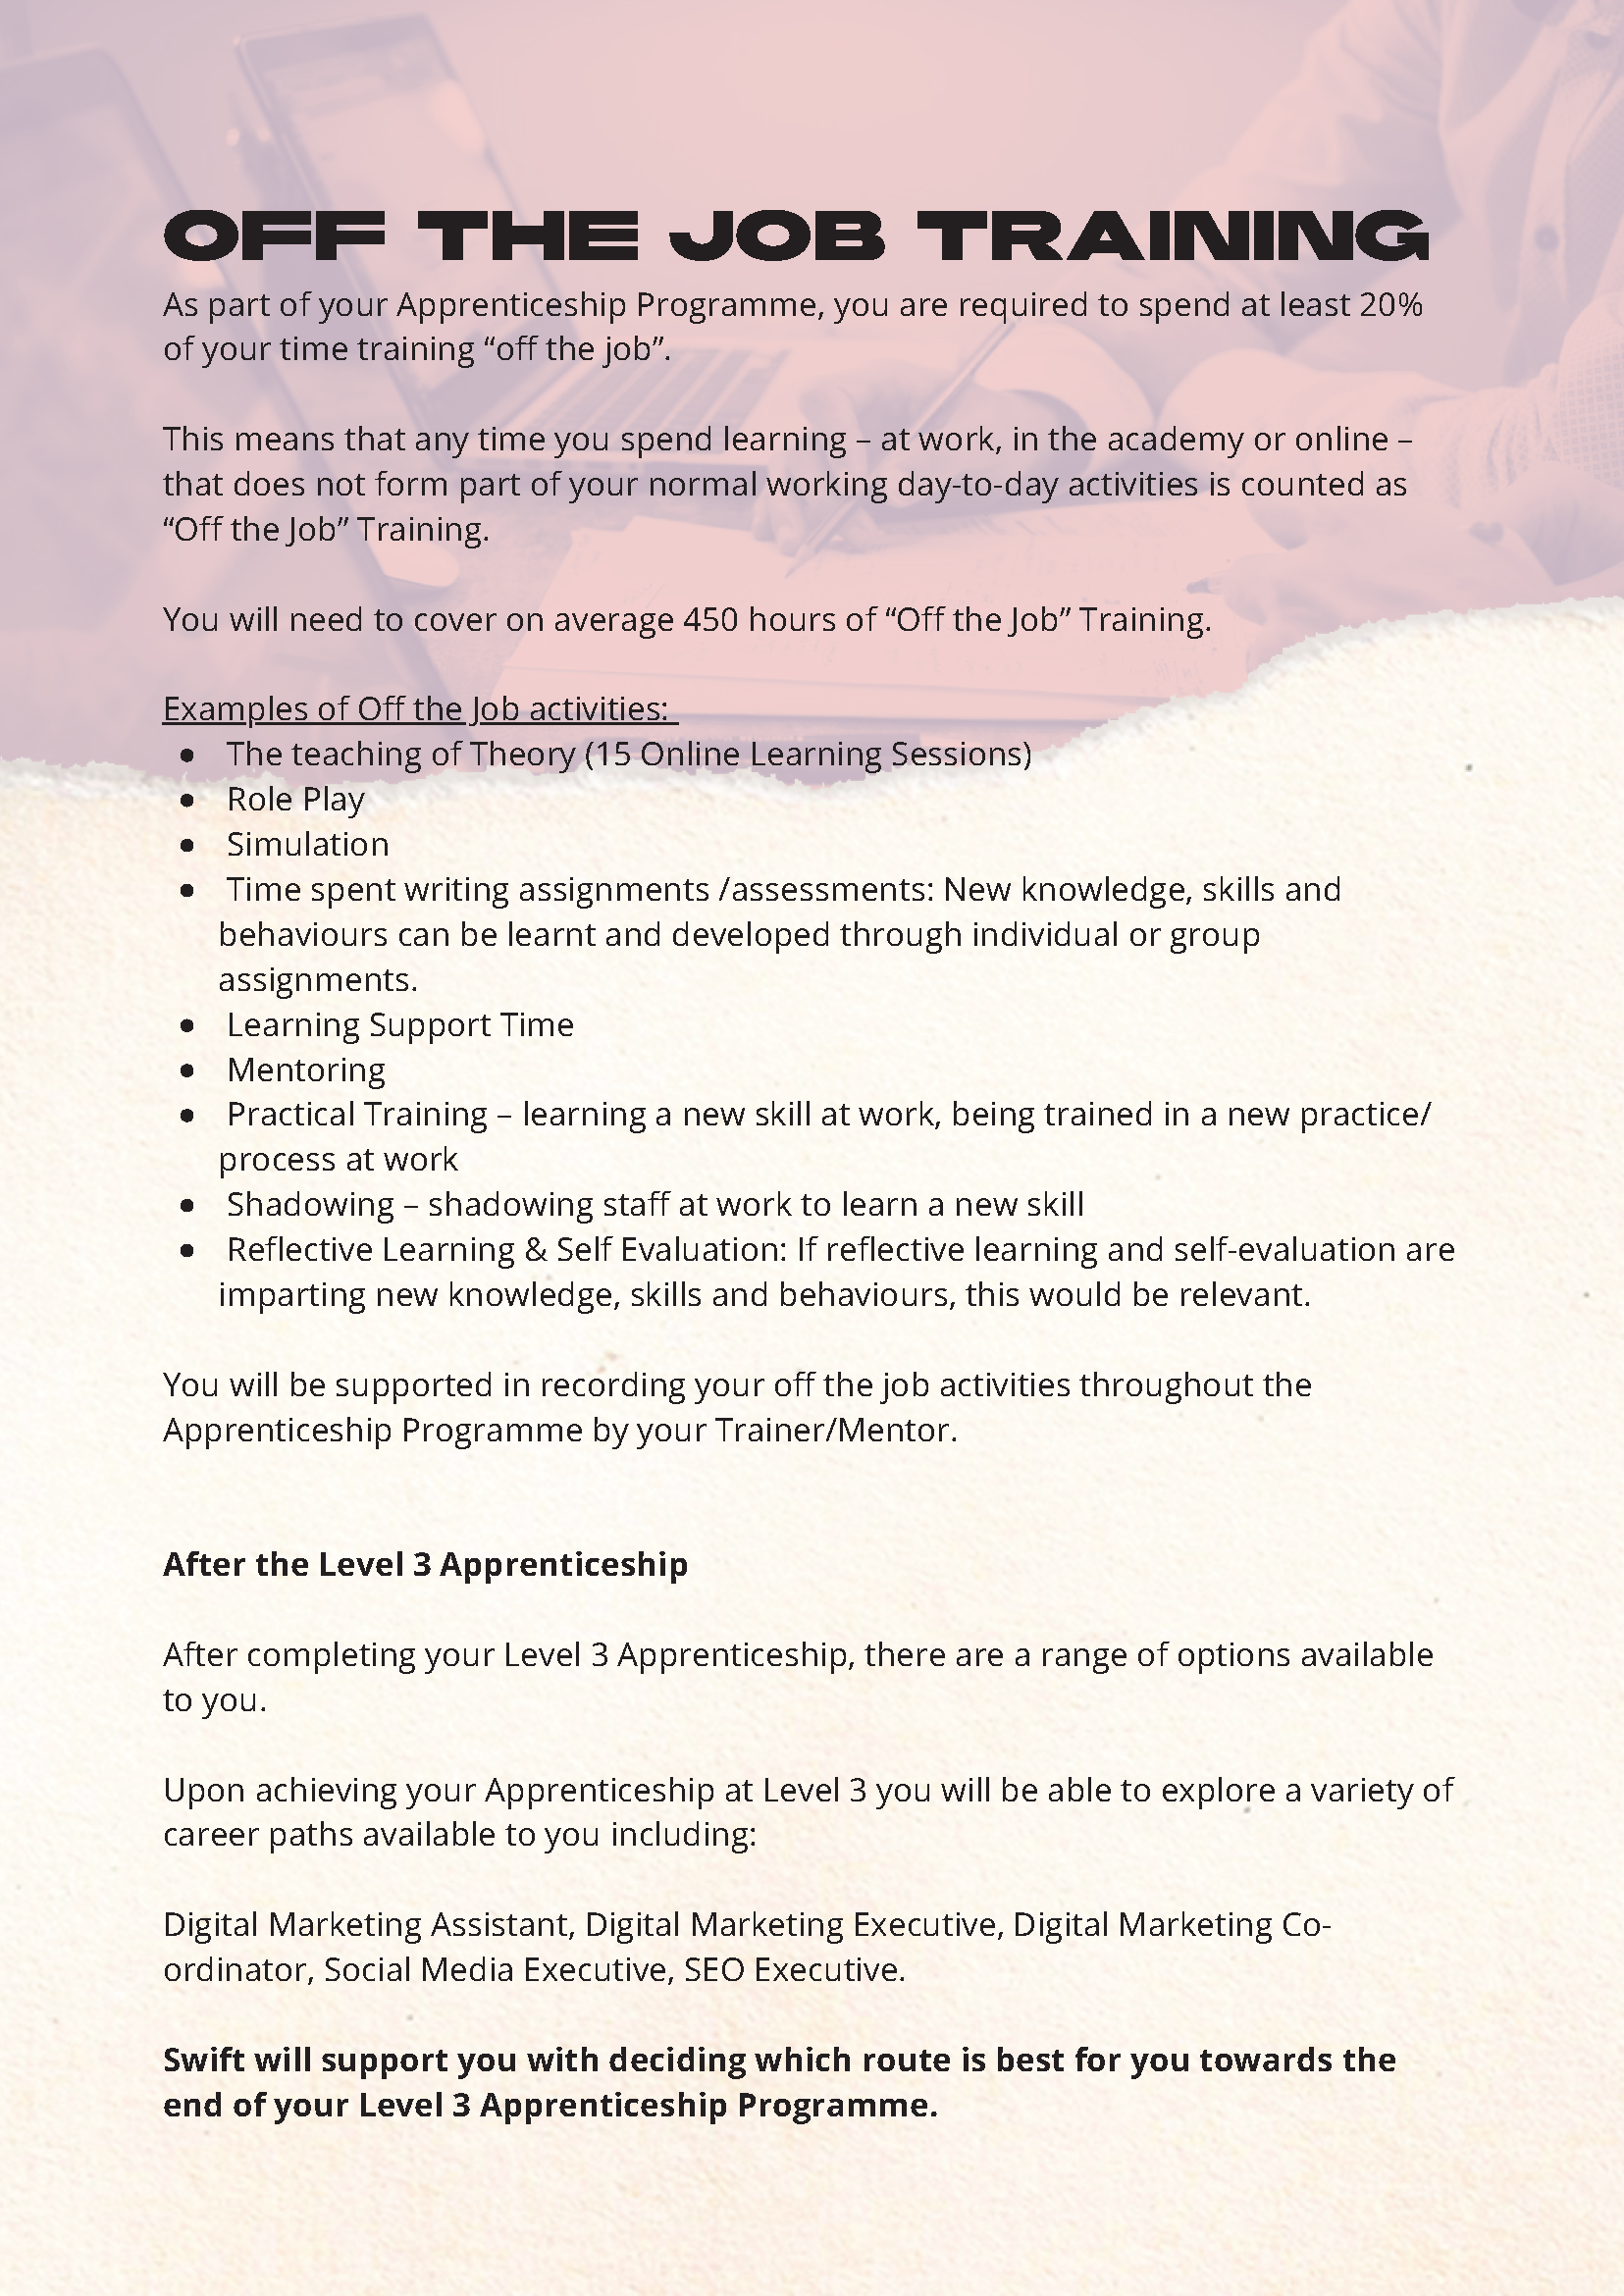 OFF THE JOB TRAINING
As part of your Apprenticeship Programme, you are required to spend at least 20%
of your time training “off the job”.
This means that any time you spend learning – at work, in the academy or online –
that does not form part of your normal working day-to-day activities is counted as
“Off the Job” Training.
You will need to cover on average 450 hours of “Off the Job” Training.
Examples of Off the Job activities:
• The teaching of Theory (15 Online Learning Sessions)
• Role Play
• Simulation
• Time spent writing assignments /assessments: New knowledge, skills and
behaviours can be learnt and developed through individual or group
assignments.
• Learning Support Time
• Mentoring
• Practical Training – learning a new skill at work, being trained in a new practice/
process at work
• Shadowing – shadowing staff at work to learn a new skill
• Reflective Learning & Self Evaluation: If reflective learning and self-evaluation are
imparting new knowledge, skills and behaviours, this would be relevant.
You will be supported in recording your off the job activities throughout the
Apprenticeship Programme by your Trainer/Mentor.
After the Level 3 Apprenticeship
After completing your Level 3 Apprenticeship, there are a range of options available
to you.
Upon achieving your Apprenticeship at Level 3 you will be able to explore a variety of
career paths available to you including:
Digital Marketing Assistant, Digital Marketing Executive, Digital Marketing Co-
ordinator, Social Media Executive, SEO Executive.
Swift will support you with deciding which route is best for you towards the
end of your Level 3 Apprenticeship Programme.